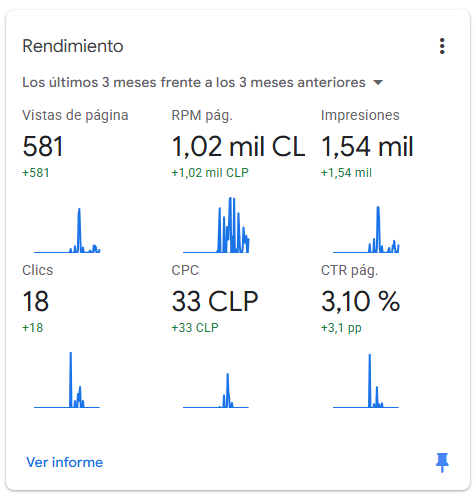 Rendimiento
Los últimos 3 meses frente a los 3 meses anteriores
Vistas de página RPM pág. Impresiones
581 1,02 mil CL 1,54 mil
+581 +1,02 mil CLP +1,54 mil
Clics CPC CTR pág.
18 33 CLP 3,10 %
+18 +33 CLP +3,1 pp
Ver informe